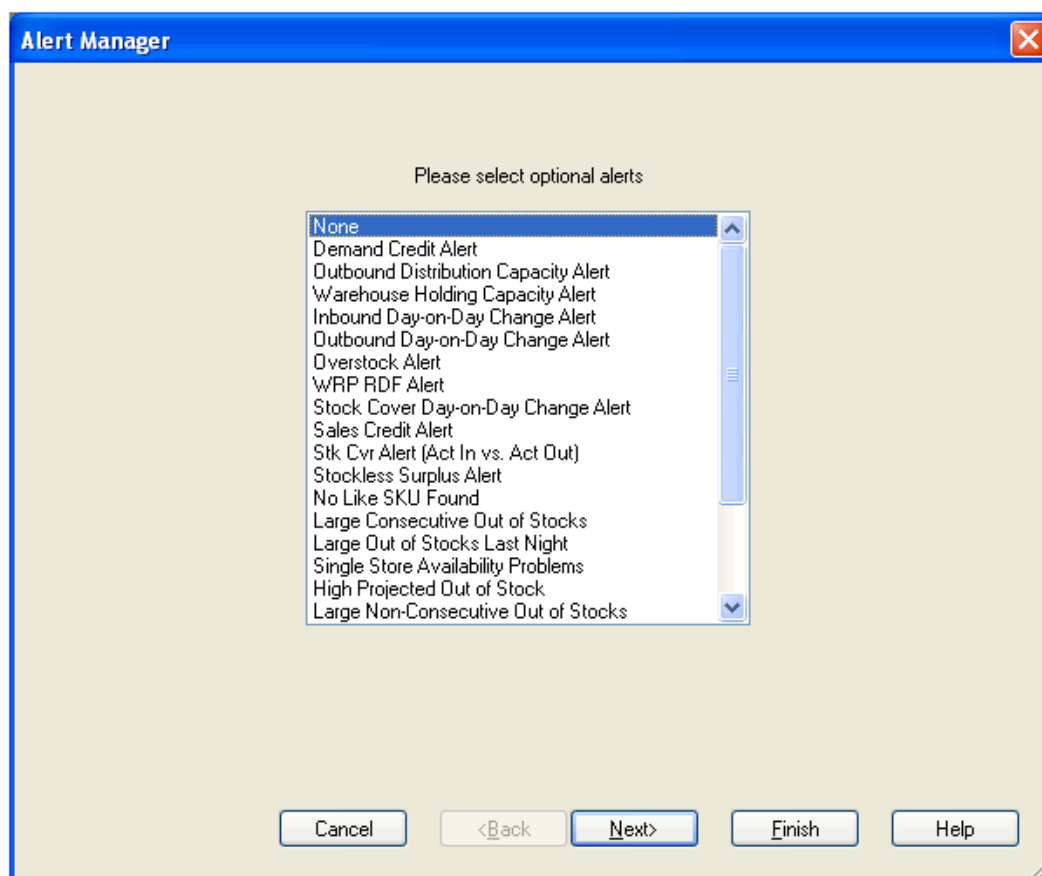 Alert Manager
Please select optional alerts
None
Demand Credit Alert
Outbound Distribution Capacity Alert
Warehouse Holding Capacity Alert
Inbound Day-on-Day Change Alert
Outbound Day-on-Day Change Alert
Overstock Alert
WRP RDF Alert
Stock Cover Day-on-Day Change Alert
Sales Credit Alert
Stk Cvr Alert (Act In vs. Act Out)
Stockless Surplus Alert
No Like SKU Found
Large Consecutive Out of Stocks
Large Out of Stocks Last Night
Single Store Availability Problems
High Projected Out of Stock
Large Non-Consecutive Out of Stocks
Cancel <Back Next> Finish Help